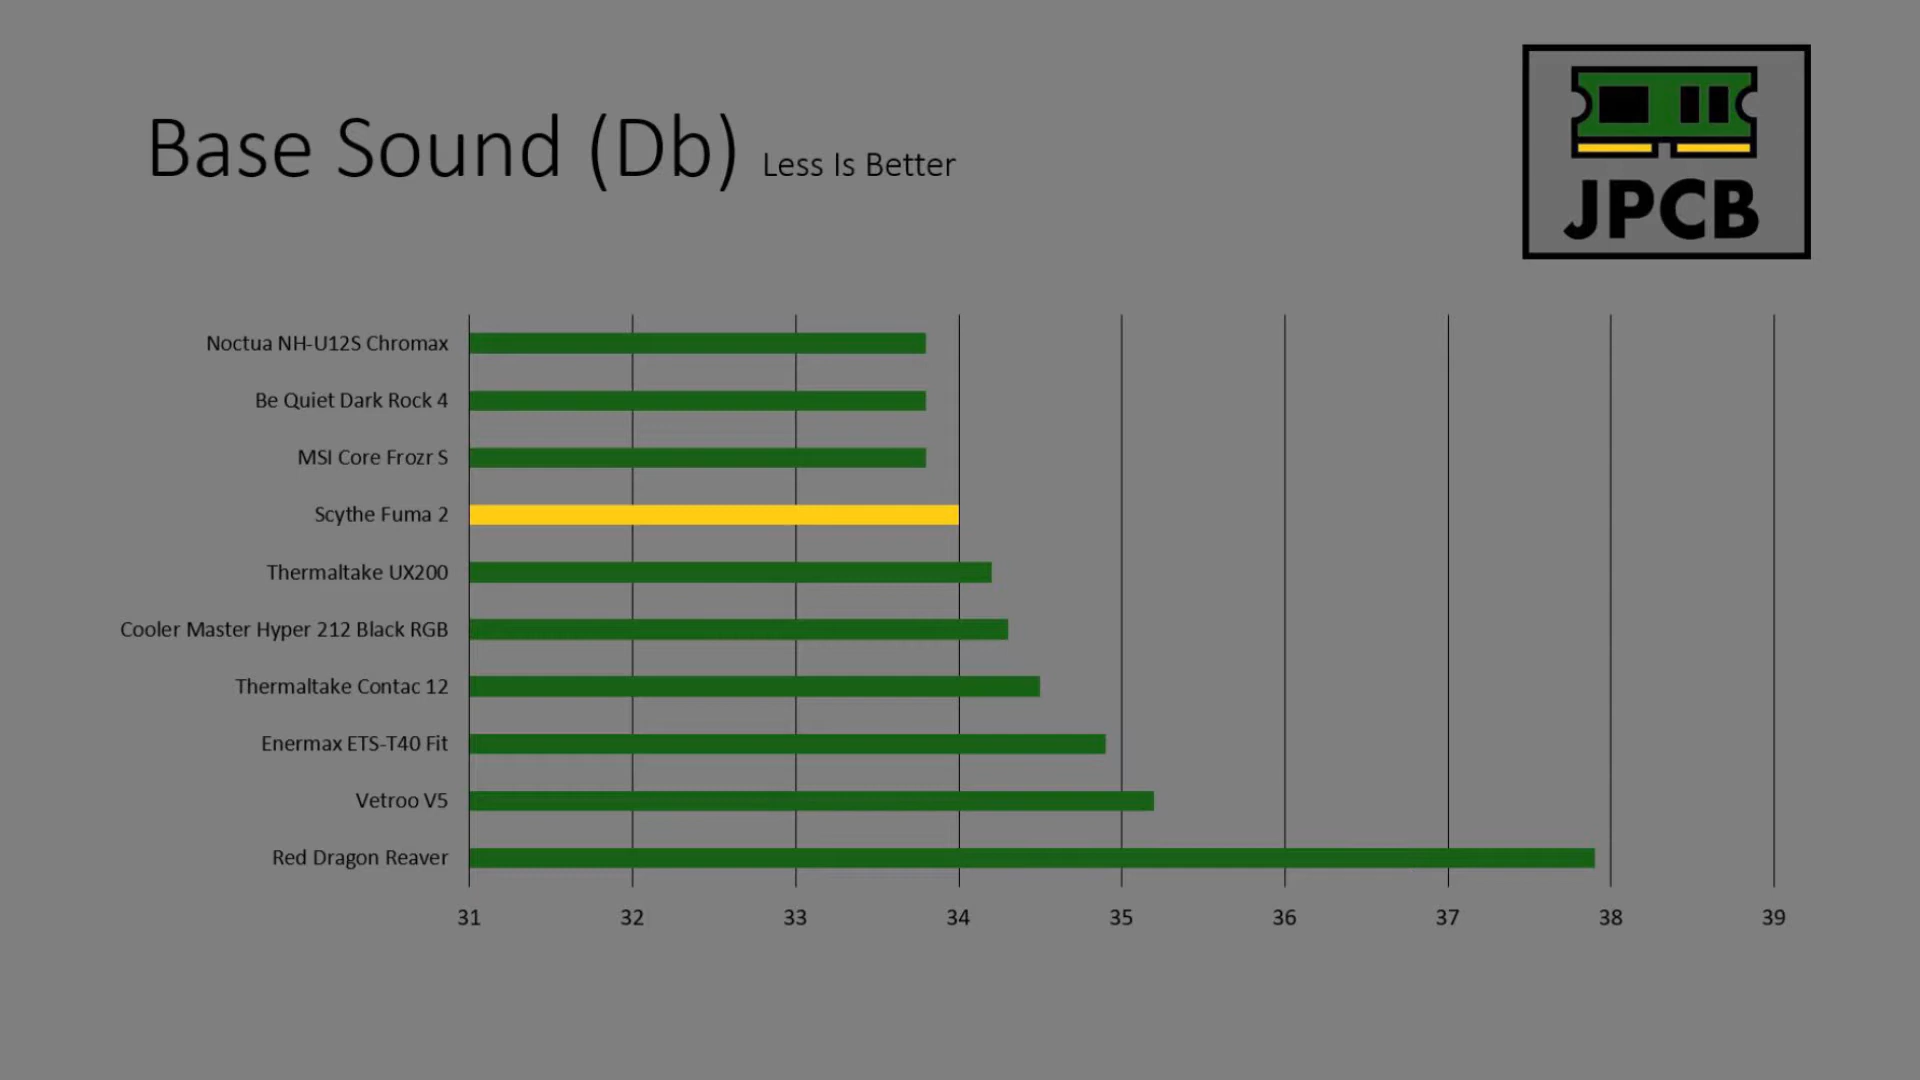 Base Sound (Db) Less Is Better
JPCB
Noctua NH-U12S Chromax
Be Quiet Dark Rock 4
MSI Core Frozr S
Scythe Fuma 2
Thermaltake UX200
Cooler Master Hyper 212 Black RGB
Thermaltake Contac 12
Enermax ETS-T40 Fit
Vetroo V5
Red Dragon Reaver
31 32 33 34 35 36 37 38 39